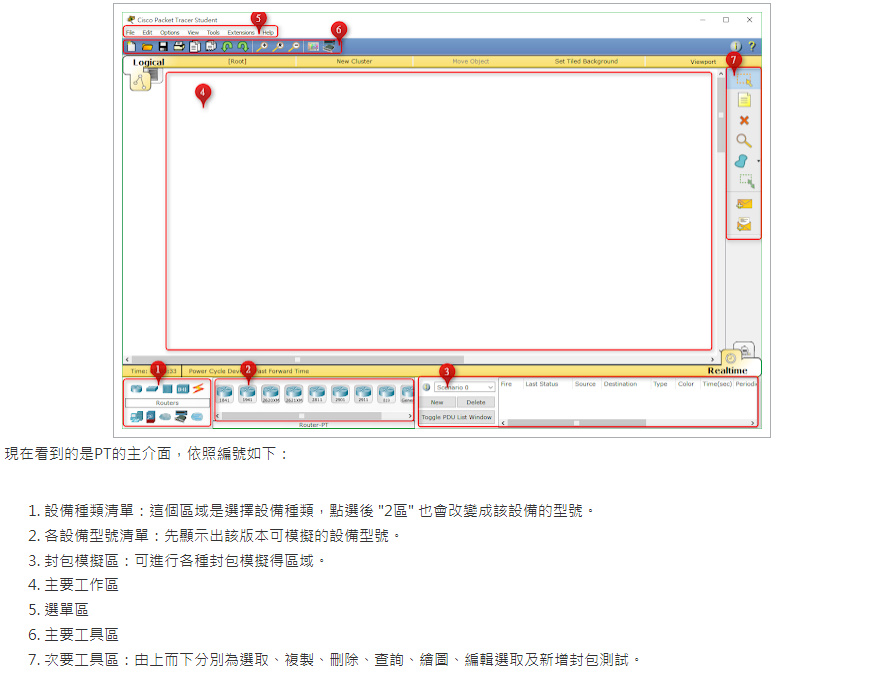 Cisco Packet Tracer Student
File Edit Options View Tools Extensions Help
5
6
7
Logical [Root] New Cluster Move Object Set Tiled Background Viewport
4
Realtime
Time: 33 Power Cycle Devi Fast Forward Time
1
2
3
Scenario 0 Fire Last Status Source Destination Type Color Time(sec) Periodi
New Delete
Routers
1841 1941 2620XM 2621XM 2811 2901 2911
Toggle PDU List Window
Router-PT
現在看到的是PT的主介面，依照編號如下：
1. 設備種類清單：這個區域是選擇設備種類，點選後 "2區" 也會改變成該設備的型號。
2. 各設備型號清單：先顯示出該版本可模擬的設備型號。
3. 封包模擬區：可進行各種封包模擬得區域。
4. 主要工作區
5. 選單區
6. 主要工具區
7. 次要工具區：由上而下分別為選取、複製、刪除、查詢、繪圖、編輯選取及新增封包測試。